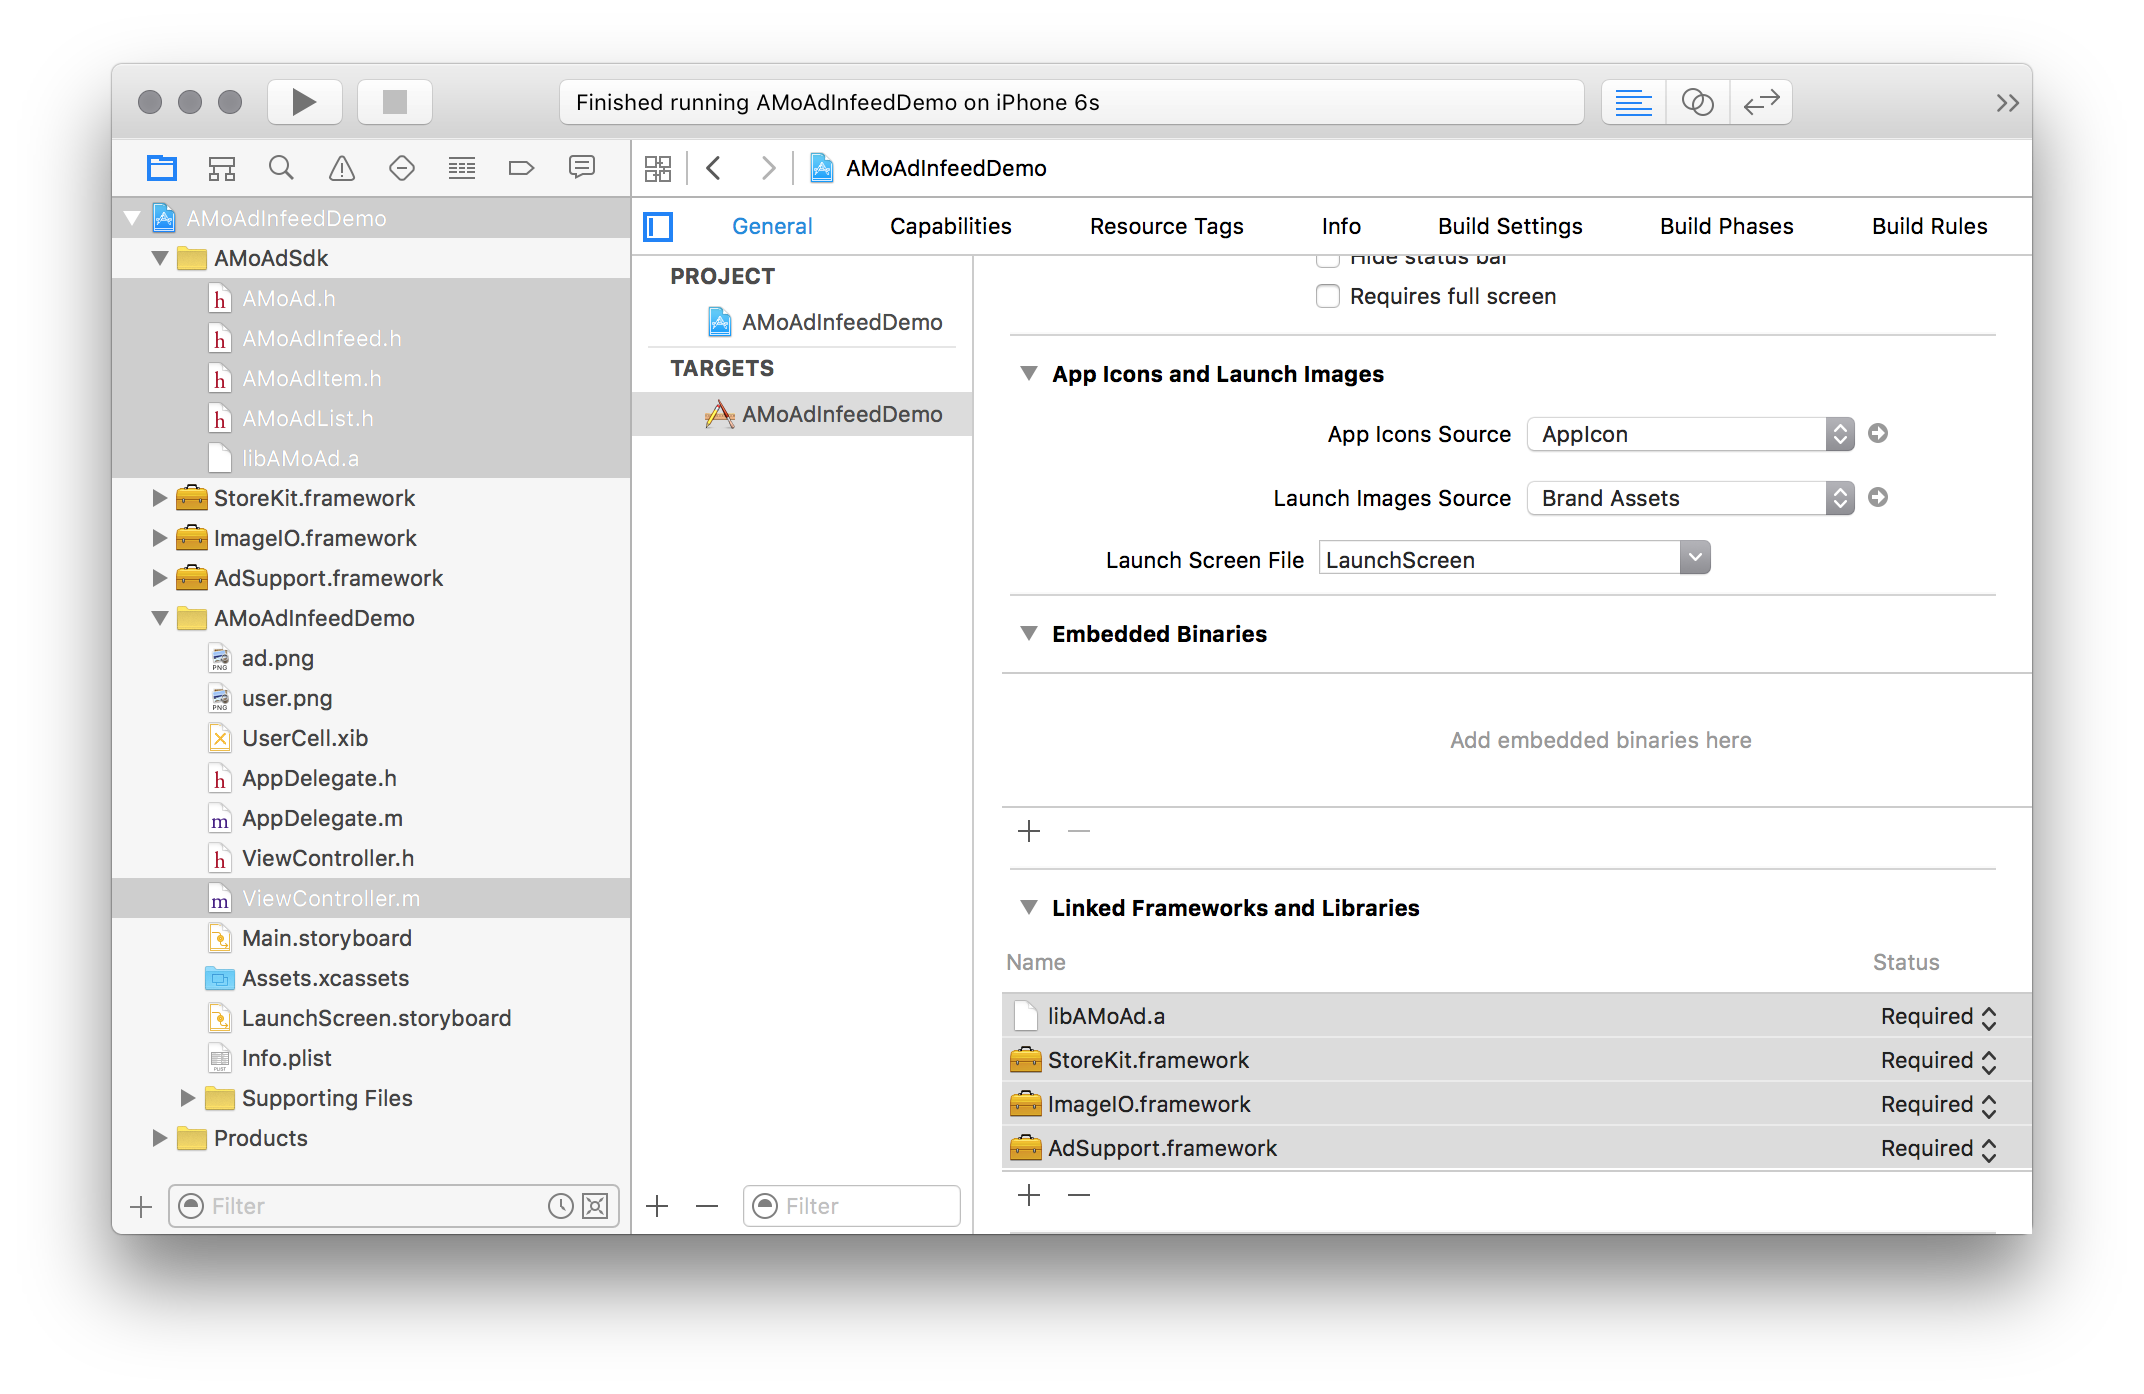 Finished running AMoAdInfeedDemo on iPhone 6s
AMoAdInfeedDemo
AMoAdInfeedDemo
AMoAdSdk
AMoAd.h
AMoAdInfeed.h
AMoAdItem.h
AMoAdList.h
libAMoAd.a
StoreKit.framework
ImageIO.framework
AdSupport.framework
AMoAdInfeedDemo
ad.png
user.png
UserCell.xib
AppDelegate.h
AppDelegate.m
ViewController.h
ViewController.m
Main.storyboard
Assets.xcassets
LaunchScreen.storyboard
Info.plist
Supporting Files
Products
Filter
General Capabilities Resource Tags Info Build Settings Build Phases Build Rules
PROJECT
AMoAdInfeedDemo
TARGETS
AMoAdInfeedDemo
Filter
Hide status bar
Requires full screen
App Icons and Launch Images
App Icons Source AppIcon
Launch Images Source Brand Assets
Launch Screen File LaunchScreen
Embedded Binaries
Add embedded binaries here
Linked Frameworks and Libraries
Name Status
libAMoAd.a Required
StoreKit.framework Required
ImageIO.framework Required
AdSupport.framework Required